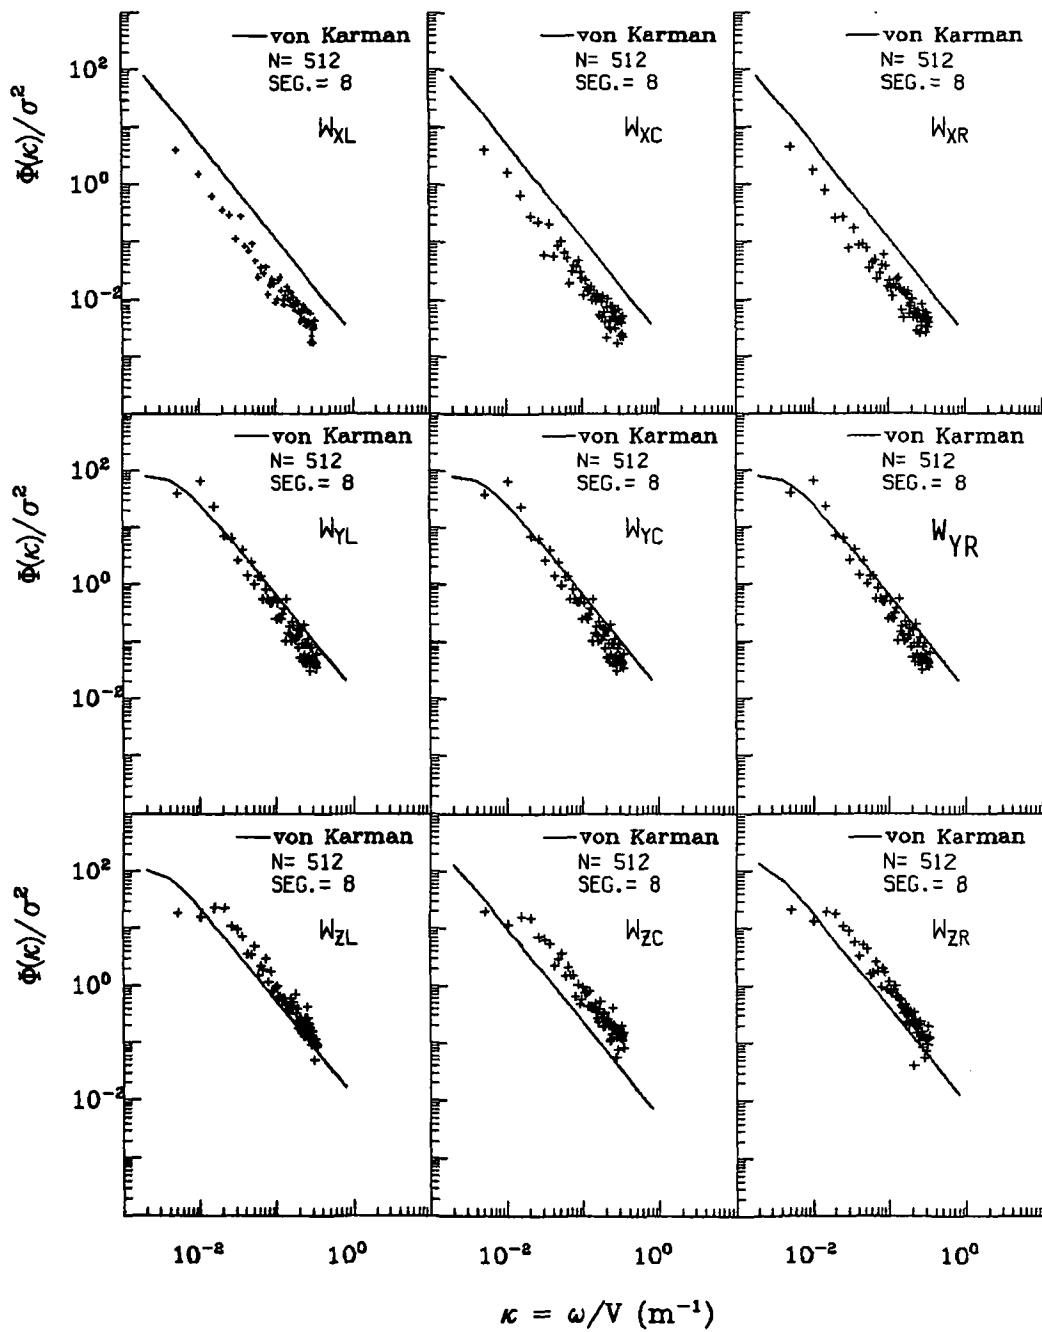 von Karman
N= 512
SEG.= 8
W_XL
von Karman
N= 512
SEG.= 8
W_XC
von Karman
N= 512
SEG.= 8
W_XR
Φ(κ)/σ²
10²
10⁰
10⁻²
von Karman
N= 512
SEG.= 8
W_YL
von Karman
N= 512
SEG.= 8
W_YC
von Karman
N= 512
SEG.= 8
W_YR
Φ(κ)/σ²
10²
10⁰
10⁻²
von Karman
N= 512
SEG.= 8
W_ZL
von Karman
N= 512
SEG.= 8
W_ZC
von Karman
N= 512
SEG.= 8
W_ZR
Φ(κ)/σ²
10²
10⁰
10⁻²
10⁻² 10⁰ 10⁻² 10⁰ 10⁻² 10⁰
κ = ω/V (m⁻¹)